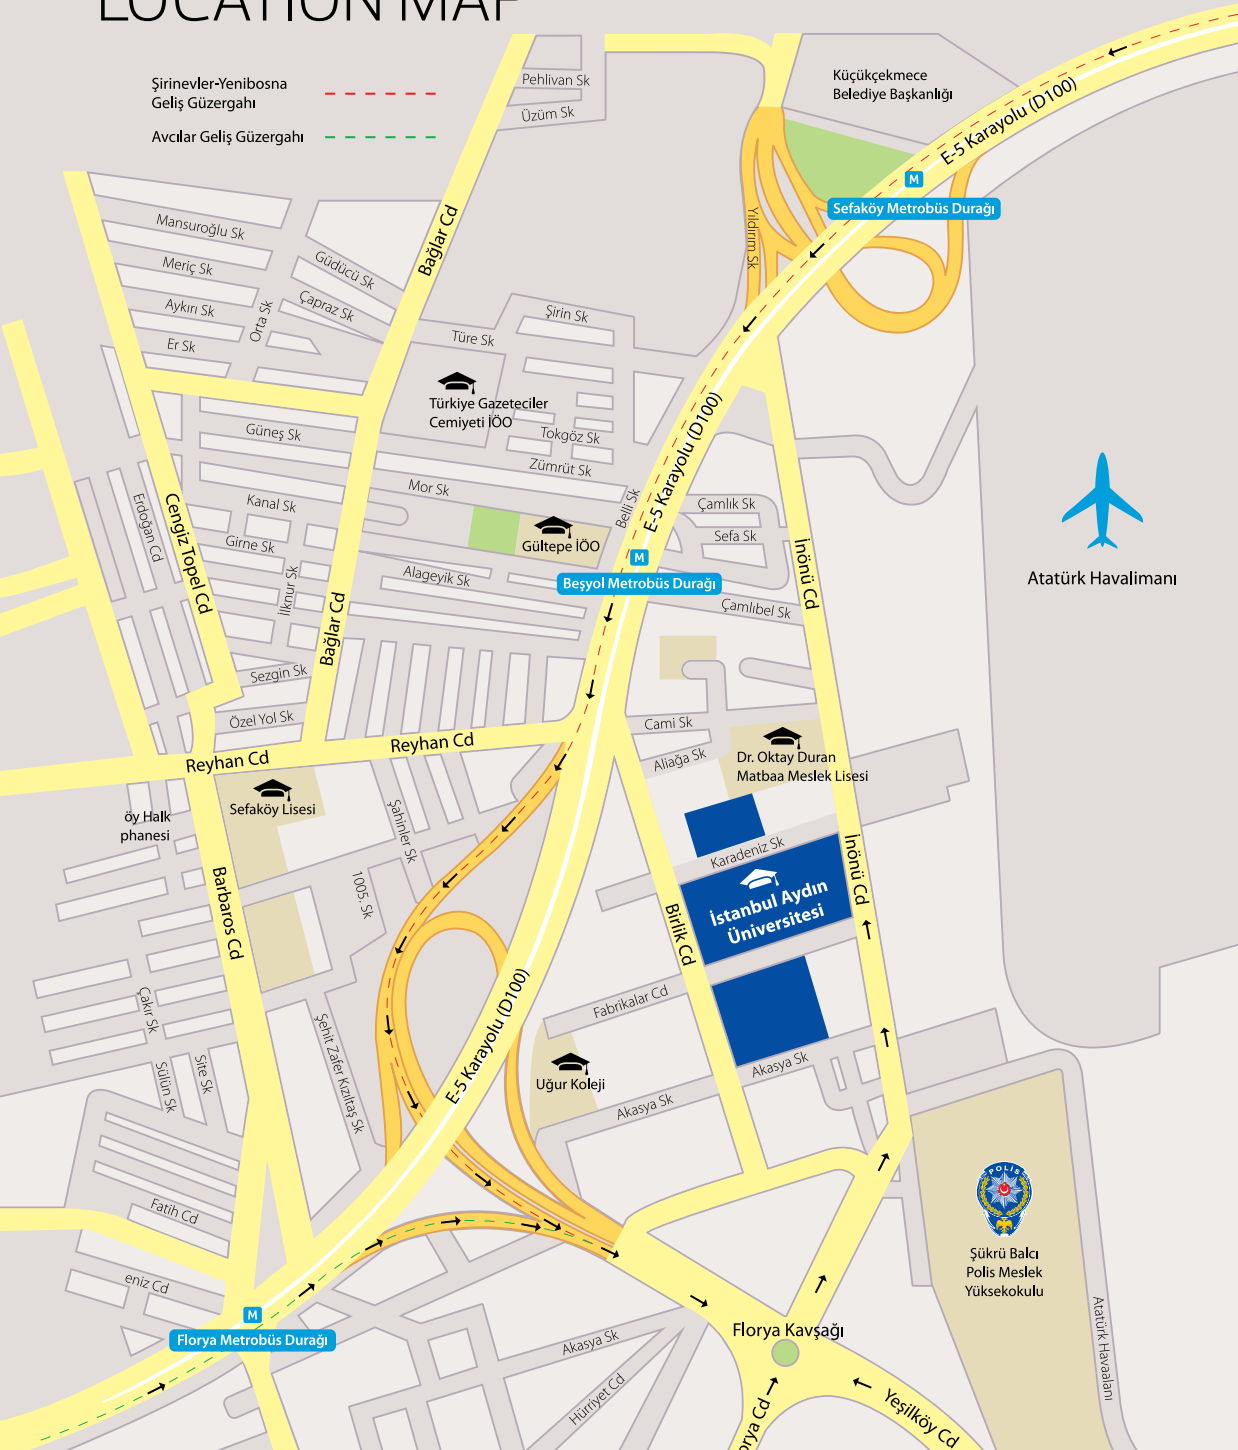 LOCATION MAP
Şirinevler-Yenibosna
Geliş Güzergahı
Avcılar Geliş Güzergahı
Pehlivan Sk
Üzüm Sk
Küçükçekmece
Belediye Başkanlığı
E-5 Karayolu (D100)
M
Sefaköy Metrobüs Durağı
Yıldırım Sk
Bağlar Cd
Mansuroğlu Sk
Meriç Sk
Aykırı Sk
Er Sk
Orta Sk
Güdücü Sk
Çapraz Sk
Türe Sk
Şirin Sk
Türkiye Gazeteciler
Cemiyeti İÖO
Tokgöz Sk
Zümrüt Sk
Güneş Sk
Mor Sk
Kanal Sk
Girne Sk
İlknur Sk
Erdoğan Cd
Cengiz Topel Cd
Bağlar Cd
Gültepe İÖO
Belli Sk
E-5 Karayolu (D100)
Çamlık Sk
Sefa Sk
M
Beşyol Metrobüs Durağı
Alageyik Sk
Çamlıbel Sk
İnönü Cd
Atatürk Havalimanı
Sezgin Sk
Özel Yol Sk
Reyhan Cd
Reyhan Cd
Cami Sk
Aliağa Sk
Dr. Oktay Duran
Matbaa Meslek Lisesi
Sefaköy Lisesi
öy Halk
phanesi
Şahinler Sk
1005. Sk
Barbaros Cd
Karadeniz Sk
İstanbul Aydın
Üniversitesi
İnönü Cd
Birlik Cd
Fabrikalar Cd
Akasya Sk
Akasya Sk
Uğur Koleji
E-5 Karayolu (D100)
Çakır Sk
Sülün Sk
Site Sk
Şehit Zafer Kızıltaş Sk
Fatih Cd
eniz Cd
M
Florya Metrobüs Durağı
POLİS
Şükrü Balcı
Polis Meslek
Yüksekokulu
Atatürk Havaalanı
Akasya Sk
Hürriyet Cd
Florya Kavşağı
orya Cd
Yeşilköy Cd